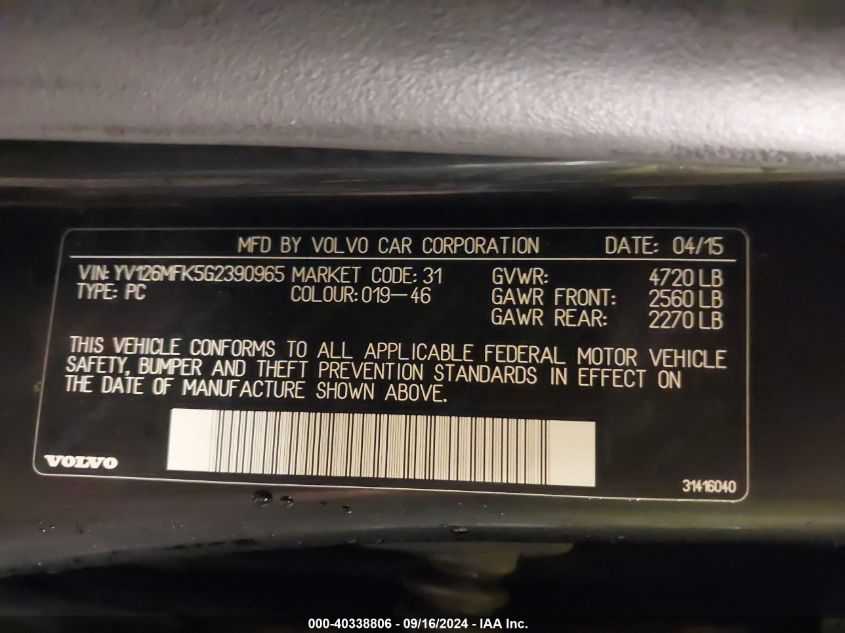 MFD BY VOLVO CAR CORPORATION DATE: 04/15
VIN: YV126MFK5G2390965 MARKET CODE: 31 GVWR: 4720 LB
TYPE: PC COLOUR: 019-46 GAWR FRONT: 2560 LB
GAWR REAR: 2270 LB
THIS VEHICLE CONFORMS TO ALL APPLICABLE FEDERAL MOTOR VEHICLE
SAFETY, BUMPER AND THEFT PREVENTION STANDARDS IN EFFECT ON
THE DATE OF MANUFACTURE SHOWN ABOVE.
VOLVO
31416040
000-40338806 - 09/16/2024 - IAA Inc.